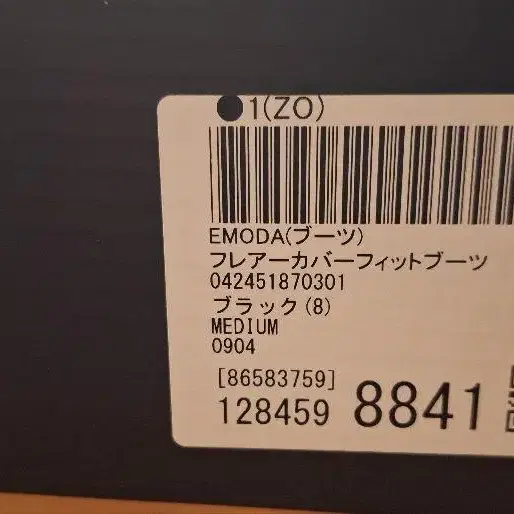 ●1(ZO)
EMODA(ブーツ)
フレアーカバーフィットブーツ
042451870301
ブラック(8)
MEDIUM
0904
[86583759]
128459 8841